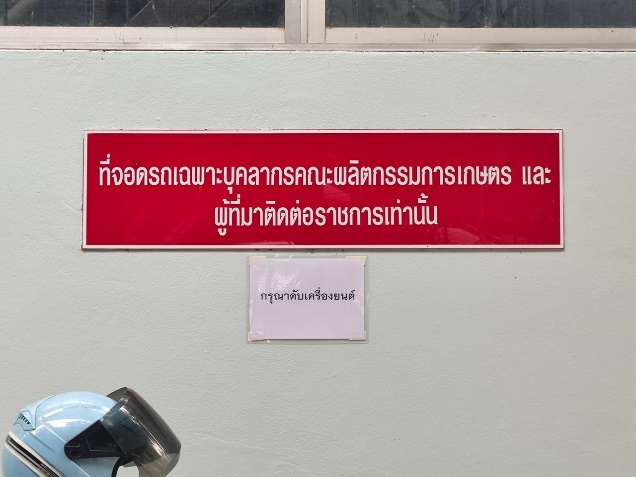 ที่จอดรถเฉพาะบุคลากรคณะผลิตกรรมการเกษตร และ
ผู้ที่มาติดต่อราชการเท่านั้น
กรุณาดับเครื่องยนต์